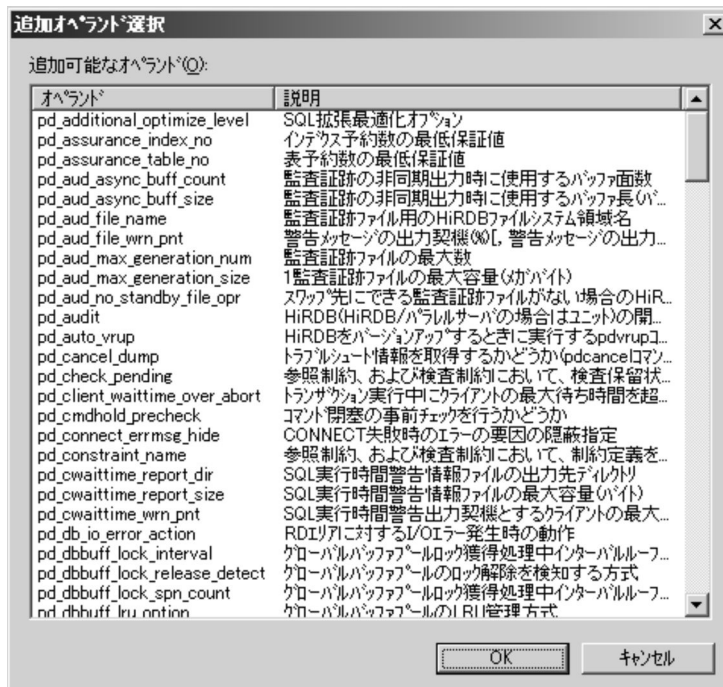 追加ｵﾍﾟﾗﾝﾄﾞ選択
追加可能なｵﾍﾟﾗﾝﾄﾞ(O):
ｵﾍﾟﾗﾝﾄﾞ 説明
pd_additional_optimize_level SQL拡張最適化ｵﾌﾟｼｮﾝ
pd_assurance_index_no ｲﾝﾃﾞｸｽ予約数の最低保証値
pd_assurance_table_no 表予約数の最低保証値
pd_aud_async_buff_count 監査証跡の非同期出力時に使用するﾊﾞｯﾌｧ面数
pd_aud_async_buff_size 監査証跡の非同期出力時に使用するﾊﾞｯﾌｧ長(ﾊﾞ...
pd_aud_file_name 監査証跡ﾌｧｲﾙ用のHiRDBﾌｧｲﾙｼｽﾃﾑ領域名
pd_aud_file_wrn_pnt 警告ﾒｯｾｰｼﾞの出力契機(%)[, 警告ﾒｯｾｰｼﾞの出力...
pd_aud_max_generation_num 監査証跡ﾌｧｲﾙの最大数
pd_aud_max_generation_size 1監査証跡ﾌｧｲﾙの最大容量(ﾒｶﾞﾊﾞｲﾄ)
pd_aud_no_standby_file_opr ｽﾜｯﾌﾟ先にできる監査証跡ﾌｧｲﾙがない場合のHiR...
pd_audit HiRDB(HiRDB/ﾊﾟﾗﾚﾙｻｰﾊﾞの場合はﾕﾆｯﾄ)の開...
pd_auto_vrup HiRDBをﾊﾞｰｼﾞｮﾝｱｯﾌﾟするときに実行するpdvrupｺ...
pd_cancel_dump ﾄﾗﾌﾞﾙｼｭｰﾄ情報を取得するかどうか(pdcancelｺﾏﾝ...
pd_check_pending 参照制約、および検査制約において、検査保留状...
pd_client_waittime_over_abort ﾄﾗﾝｻﾞｸｼｮﾝ実行中にｸﾗｲｱﾝﾄの最大待ち時間を超...
pd_cmdhold_precheck ｺﾏﾝﾄﾞ閉塞の事前ﾁｪｯｸを行うかどうか
pd_connect_errmsg_hide CONNECT失敗時のｴﾗｰの要因の隠蔽指定
pd_constraint_name 参照制約、および検査制約において、制約定義を...
pd_cwaittime_report_dir SQL実行時間警告情報ﾌｧｲﾙの出力先ﾃﾞｨﾚｸﾄﾘ
pd_cwaittime_report_size SQL実行時間警告情報ﾌｧｲﾙの最大容量(ﾊﾞｲﾄ)
pd_cwaittime_wrn_pnt SQL実行時間警告出力契機とするｸﾗｲｱﾝﾄの最大...
pd_db_io_error_action RDｴﾘｱに対するI/Oｴﾗｰ発生時の動作
pd_dbbuff_lock_interval ｸﾞﾛｰﾊﾞﾙﾊﾞｯﾌｧﾌﾟｰﾙﾛｯｸ獲得処理中ｲﾝﾀｰﾊﾞﾙﾙｰﾌ...
pd_dbbuff_lock_release_detect ｸﾞﾛｰﾊﾞﾙﾊﾞｯﾌｧﾌﾟｰﾙのﾛｯｸ解除を検知する方式
pd_dbbuff_lock_spn_count ｸﾞﾛｰﾊﾞﾙﾊﾞｯﾌｧﾌﾟｰﾙﾛｯｸ獲得処理中ｲﾝﾀｰﾊﾞﾙﾙｰﾌ...
pd_dbbuff_lru_option ｸﾞﾛｰﾊﾞﾙﾊﾞｯﾌｧﾌﾟｰﾙのLRU管理方式
OK ｷｬﾝｾﾙ